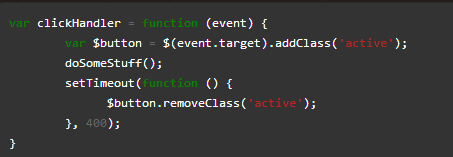 var clickHandler = function (event) {
var $button = $(event.target).addClass('active');
doSomeStuff();
setTimeout(function () {
$button.removeClass('active');
}, 400);
}